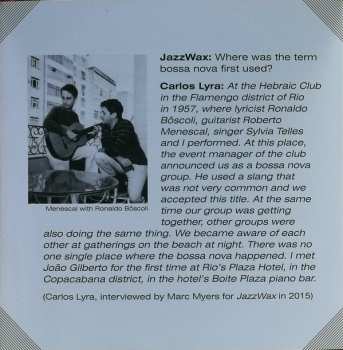 JazzWax: Where was the term
bossa nova first used?
Carlos Lyra: At the Hebraic Club
in the Flamengo district of Rio
in 1957, where lyricist Ronaldo
Bôscoli, guitarist Roberto
Menescal, singer Sylvia Telles
and I performed. At this place,
the event manager of the club
announced us as a bossa nova
group. He used a slang that
was not very common and we
accepted this title. At the same
time our group was getting
together, other groups were
Menescal with Ronaldo Bôscoli
also doing the same thing. We became aware of each
other at gatherings on the beach at night. There was no
one single place where the bossa nova happened. I met
João Gilberto for the first time at Rio's Plaza Hotel, in the
Copacabana district, in the hotel's Boite Plaza piano bar.
(Carlos Lyra, interviewed by Marc Myers for JazzWax in 2015)